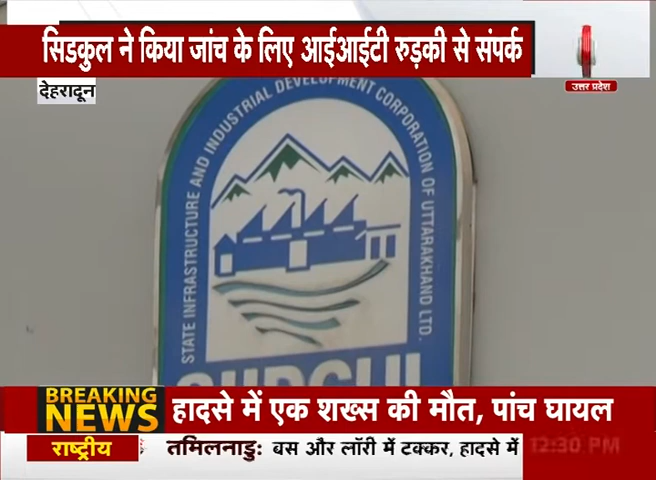 सिडकुल ने किया जांच के लिए आईआईटी रुड़की से संपर्क
देहरादून
उत्तर प्रदेश
STATE INFRASTRUCTURE AND INDUSTRIAL DEVELOPMENT CORPORATION OF UTTARAKHAND LTD.
BREAKING NEWS
हादसे में एक शख्स की मौत, पांच घायल
राष्ट्रीय
तमिलनाडु: बस और लॉरी में टक्कर, हादसे में
12:30 PM